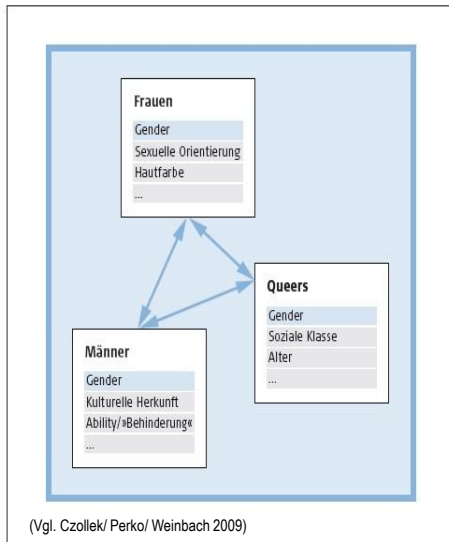 Frauen
Gender
Sexuelle Orientierung
Hautfarbe
...
Queers
Gender
Soziale Klasse
Alter
...
Männer
Gender
Kulturelle Herkunft
Ability/»Behinderung«
...
(Vgl. Czollek/ Perko/ Weinbach 2009)